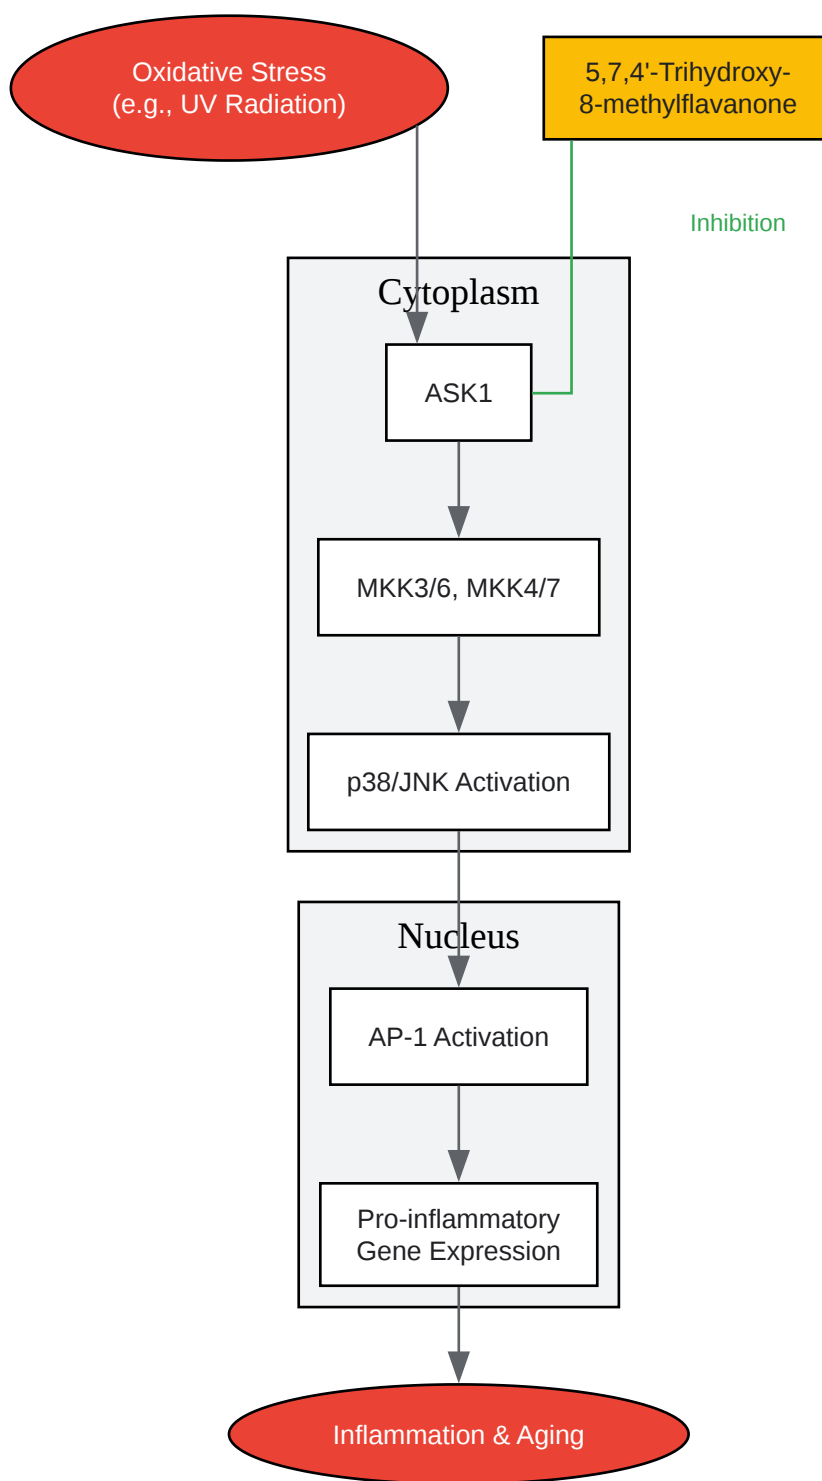 Oxidative Stress
(e.g., UV Radiation)
5,7,4'-Trihydroxy-
8-methylflavanone
Inhibition
Cytoplasm
ASK1
MKK3/6, MKK4/7
p38/JNK Activation
Nucleus
AP-1 Activation
Pro-inflammatory
Gene Expression
Inflammation & Aging